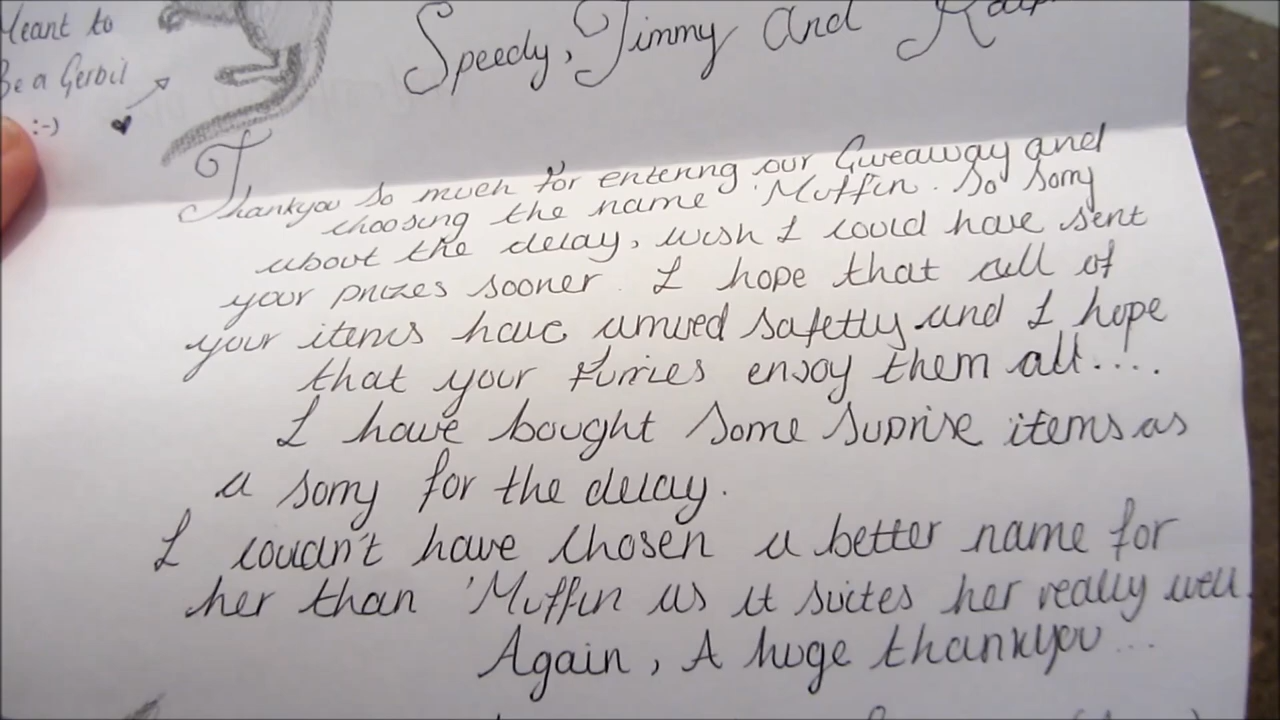 Meant to
Be a Gerbil
:-)
Speedy, Jimmy And Ralph
Thankyou so much for entering our Giveaway and
choosing the name 'Muffin. So Sorry
about the delay, wish I could have sent
your prizes sooner. I hope that all of
your items have arrived safetly and I hope
that your furries enjoy them all....
I have bought Some Suprise items as
a sorry for the delay.
I couldn't have chosen a better name for
her than 'Muffin as it suites her really well.
Again, A huge thankyou...